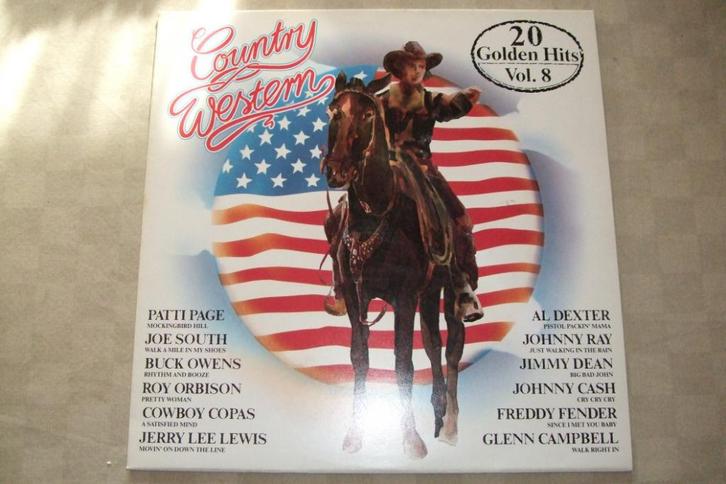 Country
Western
20
Golden Hits
Vol. 8
PATTI PAGE
MOCKINGBIRD HILL
JOE SOUTH
WALK A MILE IN MY SHOES
BUCK OWENS
RHYTHM AND BOOZE
ROY ORBISON
PRETTY WOMAN
COWBOY COPAS
A SATISFIED MIND
JERRY LEE LEWIS
MOVIN' ON DOWN THE LINE
AL DEXTER
PISTOL PACKIN' MAMA
JOHNNY RAY
JUST WALKING IN THE RAIN
JIMMY DEAN
BIG BAD JOHN
JOHNNY CASH
CRY CRY CRY
FREDDY FENDER
SINCE I MET YOU BABY
GLENN CAMPBELL
WALK RIGHT IN